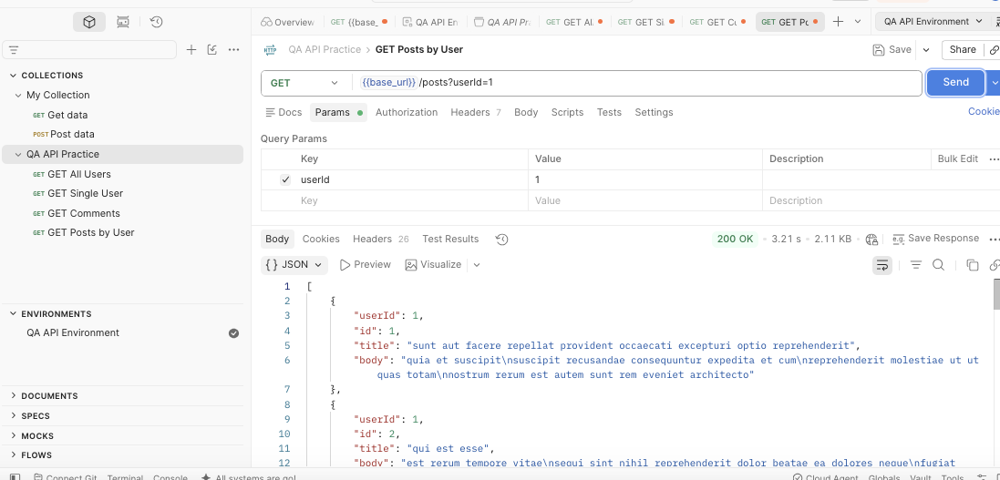 Overview
GET {{base_
QA API En
QA API Pr
GET Al
GET Si
GET Cu
GET Pc
QA API Environment
QA API Practice > GET Posts by User
Save
Share
GET {{base_url}}/posts?userId=1
Send
Docs Params Authorization Headers 7 Body Scripts Tests Settings
Cookie
Query Params
Key Value Description Bulk Edit
userId 1
Key Value Description
COLLECTIONS
My Collection
GET Get data
POST Post data
QA API Practice
GET GET All Users
GET GET Single User
GET GET Comments
GET GET Posts by User
ENVIRONMENTS
QA API Environment
DOCUMENTS
SPECS
MOCKS
FLOWS
Body Cookies Headers 26 Test Results
200 OK • 3.21 s • 2.11 KB
e.g. Save Response
{} JSON Preview Visualize
1 [
2 {
3 "userId": 1,
4 "id": 1,
5 "title": "sunt aut facere repellat provident occaecati excepturi optio reprehenderit",
6 "body": "quia et suscipit\nsuscipit recusandae consequuntur expedita et cum\nreprehenderit molestiae ut ut
quas totam\nnostrum rerum est autem sunt rem eveniet architecto"
7 },
8 {
9 "userId": 1,
10 "id": 2,
11 "title": "qui est esse",
12 "body": "est rerum tempore vitae\nsequi sint nihil reprehenderit dolor beatae ea dolores neque\nfugiat
Connect Git Terminal Console All systems are go!
Cloud Agent Globals Vault Tools